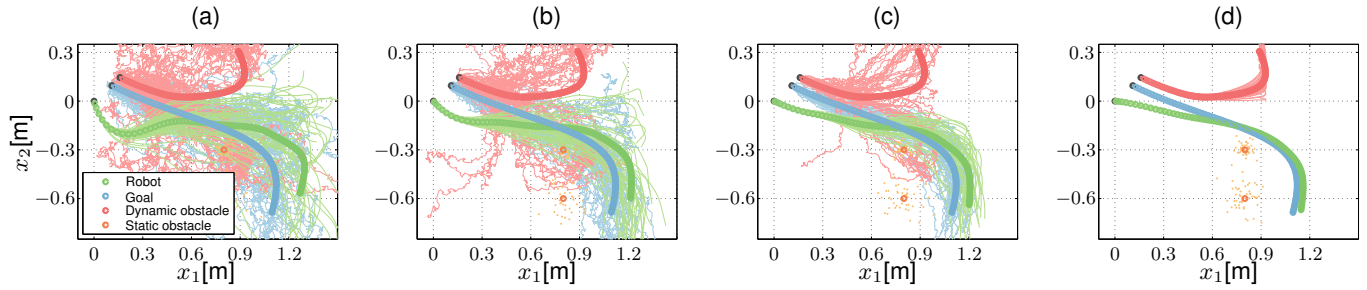 (a) (b) (c) (d)
0.3 0.3 0.3 0.3
0 0 0 0
−0.3 −0.3 −0.3 −0.3
−0.6 −0.6 −0.6 −0.6
x₂[m]
Robot
Goal
Dynamic obstacle
Static obstacle
0 0.3 0.6 0.9 1.2 0 0.3 0.6 0.9 1.2 0 0.3 0.6 0.9 1.2 0 0.3 0.6 0.9 1.2
x₁[m] x₁[m] x₁[m] x₁[m]